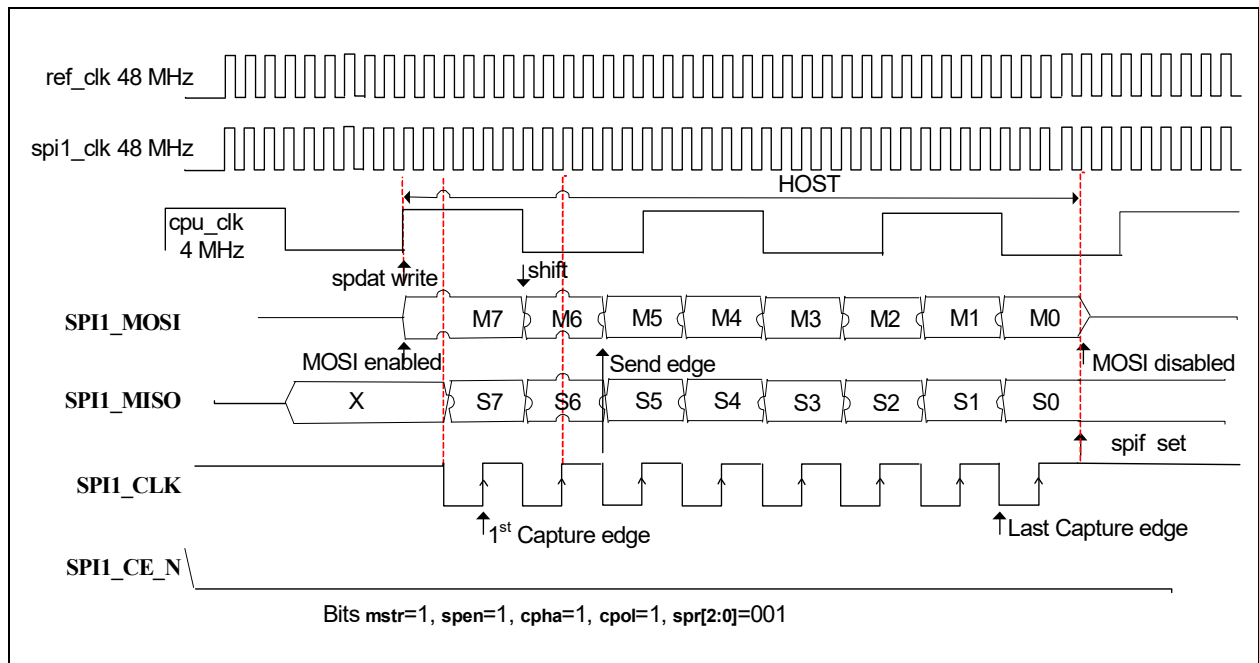 ref_clk 48 MHz
spi1_clk 48 MHz
HOST
cpu_clk
4 MHz
spdat write
shift
SPI1_MOSI
M7 M6 M5 M4 M3 M2 M1 M0
MOSI enabled
Send edge
MOSI disabled
SPI1_MISO
X S7 S6 S5 S4 S3 S2 S1 S0
spif set
SPI1_CLK
1st Capture edge
Last Capture edge
SPI1_CE_N
Bits mstr=1, spen=1, cpha=1, cpol=1, spr[2:0]=001